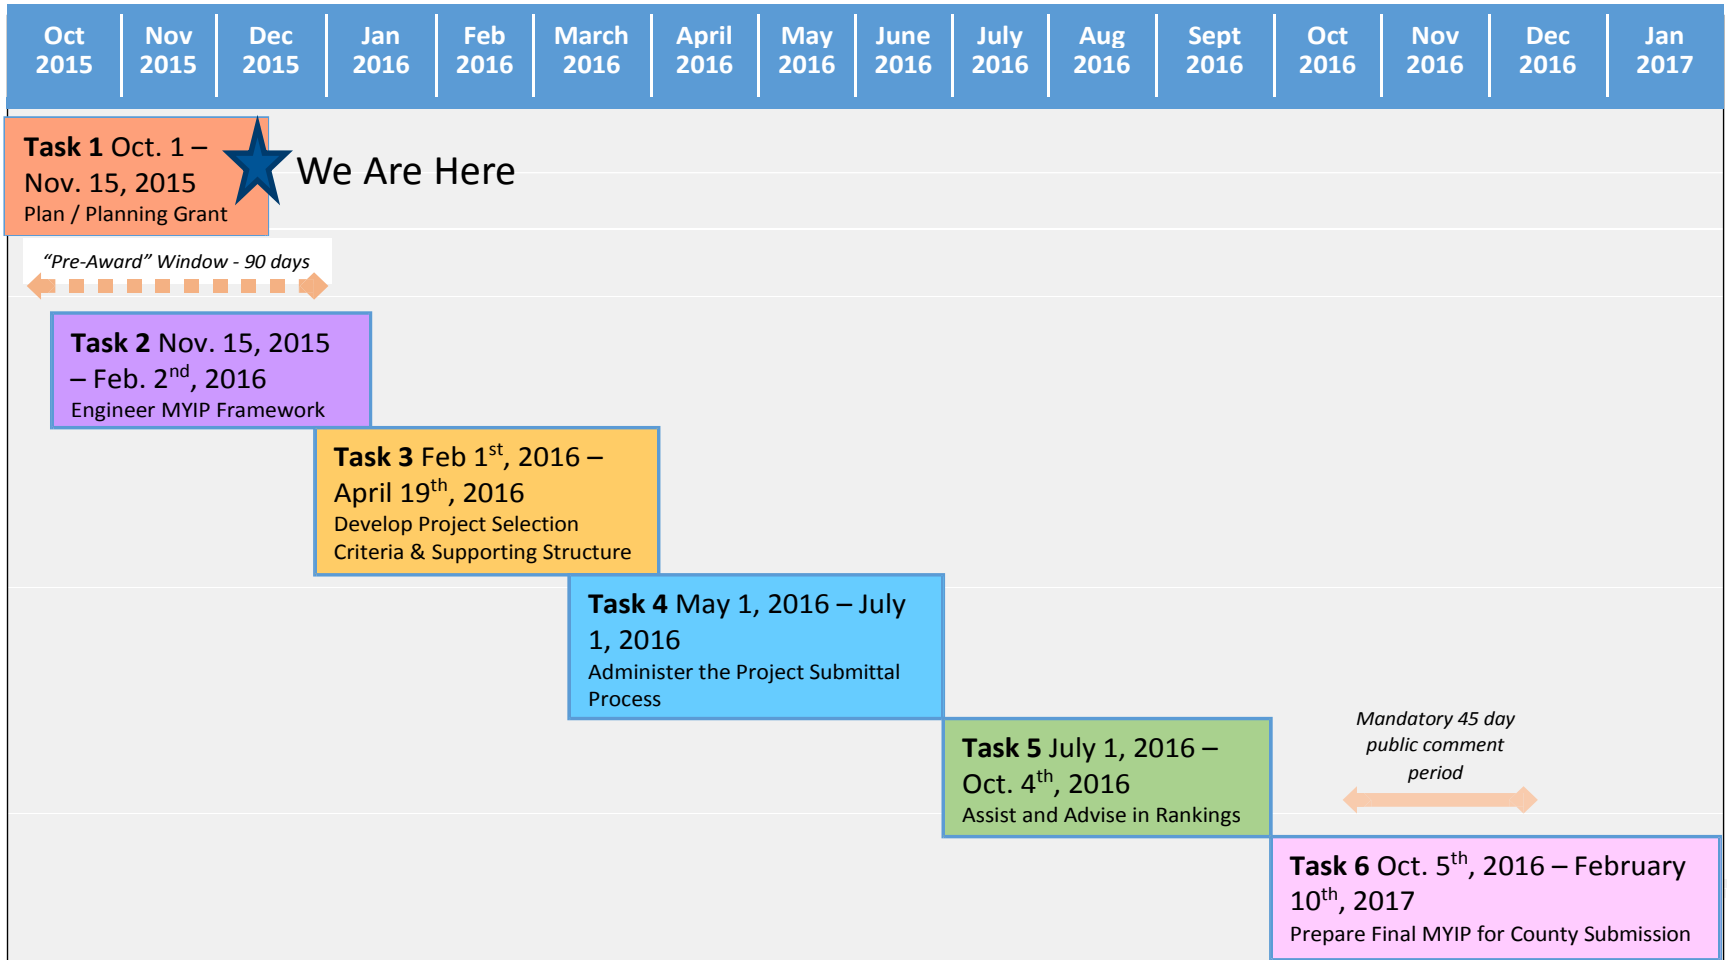 Oct Nov Dec Jan Feb March April May June July Aug Sept Oct Nov Dec Jan
2015 2015 2015 2016 2016 2016 2016 2016 2016 2016 2016 2016 2016 2016 2016 2017
Task 1 Oct. 1 –
Nov. 15, 2015
Plan / Planning Grant
We Are Here
“Pre-Award” Window - 90 days
Task 2 Nov. 15, 2015
– Feb. 2nd, 2016
Engineer MYIP Framework
Task 3 Feb 1st, 2016 –
April 19th, 2016
Develop Project Selection
Criteria & Supporting Structure
Task 4 May 1, 2016 – July
1, 2016
Administer the Project Submittal
Process
Task 5 July 1, 2016 –
Oct. 4th, 2016
Assist and Advise in Rankings
Mandatory 45 day
public comment
period
Task 6 Oct. 5th, 2016 – February
10th, 2017
Prepare Final MYIP for County Submission